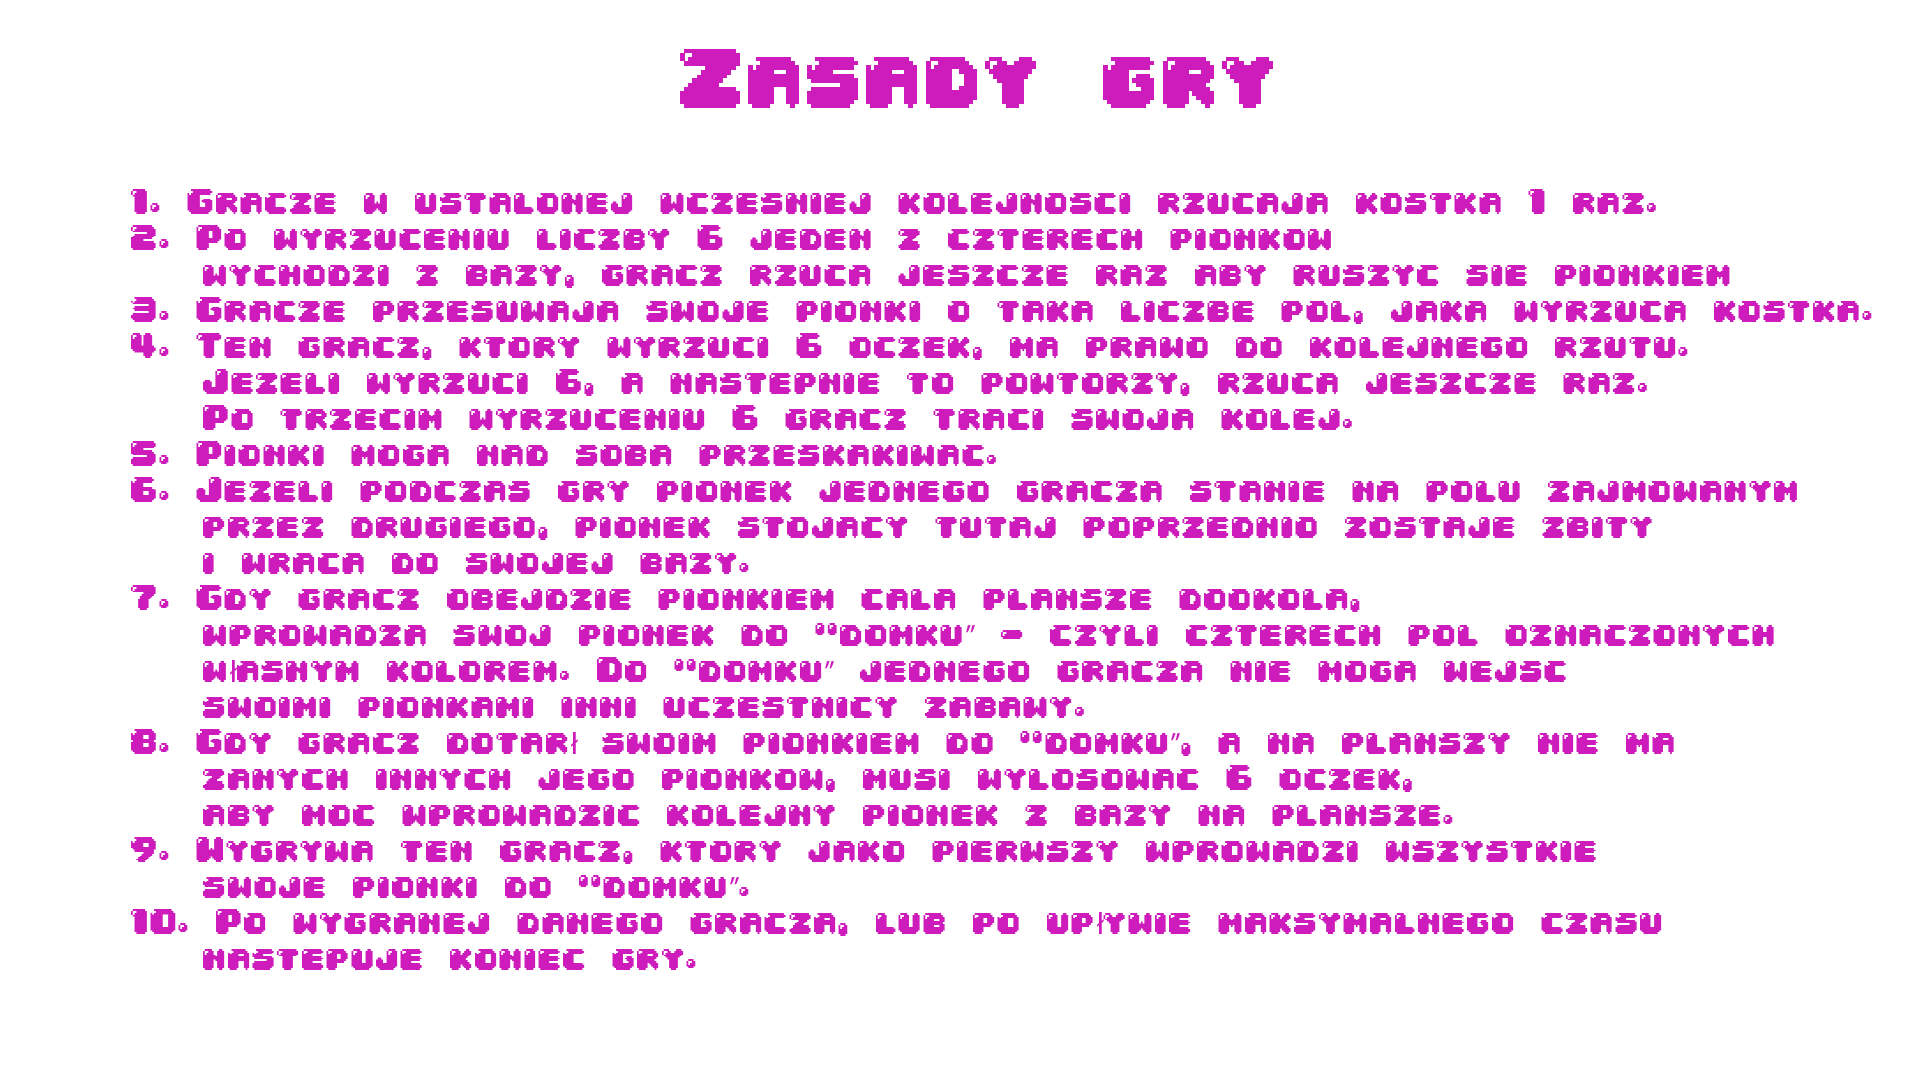 Zasady gry
1. Gracze w ustalonej wczesniej kolejnosci rzucaja kostka 1 raz.
2. Po wyrzuceniu liczby 6 jeden z czterech pionkow
wychodzi z bazy, gracz rzuca jeszcze raz aby ruszyc sie pionkiem
3. Gracze przesuwaja swoje pionki o taka liczbe pol, jaka wyrzuca kostka.
4. Ten gracz, ktory wyrzuci 6 oczek, ma prawo do kolejnego rzutu.
Jezeli wyrzuci 6, a nastepnie to powtorzy, rzuca jeszcze raz.
Po trzecim wyrzuceniu 6 gracz traci swoja kolej.
5. Pionki moga nad soba przeskakiwac.
6. Jezeli podczas gry pionek jednego gracza stanie na polu zajmowanym
przez drugiego, pionek stojacy tutaj poprzednio zostaje zbity
i wraca do swojej bazy.
7. Gdy gracz obejdzie pionkiem cala plansze dookola,
wprowadza swoj pionek do “domku” – czyli czterech pol oznaczonych
własnym kolorem. Do “domku” jednego gracza nie moga wejsc
swoimi pionkami inni uczestnicy zabawy.
8. Gdy gracz dotarł swoim pionkiem do “domku”, a na planszy nie ma
zanych innych jego pionkow, musi wylosowac 6 oczek,
aby moc wprowadzic kolejny pionek z bazy na plansze.
9. Wygrywa ten gracz, ktory jako pierwszy wprowadzi wszystkie
swoje pionki do “domku”.
10. Po wygranej danego gracza, lub po upływie maksymalnego czasu
nastepuje koniec gry.